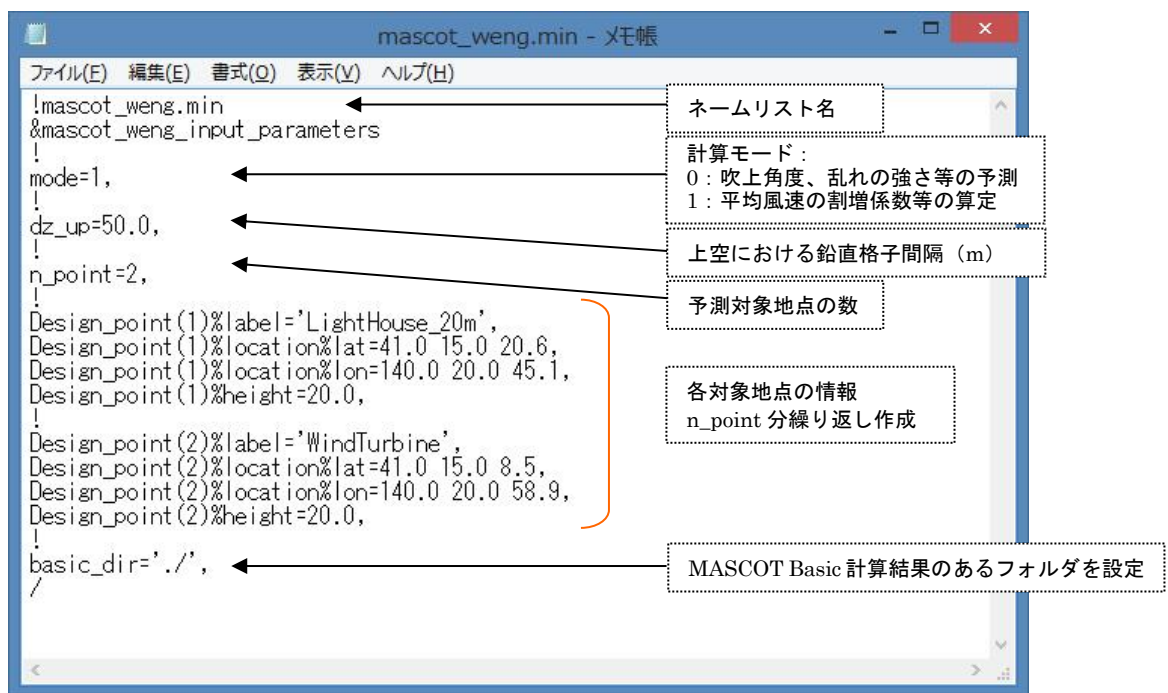 mascot_weng.min - メモ帳
ファイル(F) 編集(E) 書式(O) 表示(V) ヘルプ(H)
!mascot_weng.min
&mascot_weng_input_parameters
!
mode=1,
!
dz_up=50.0,
!
n_point=2,
!
Design_point(1)%label='LightHouse_20m',
Design_point(1)%location%lat=41.0 15.0 20.6,
Design_point(1)%location%lon=140.0 20.0 45.1,
Design_point(1)%height=20.0,
!
Design_point(2)%label='WindTurbine',
Design_point(2)%location%lat=41.0 15.0 8.5,
Design_point(2)%location%lon=140.0 20.0 58.9,
Design_point(2)%height=20.0,
!
basic_dir='./',
/
ネームリスト名
計算モード：
0：吹上角度、乱れの強さ等の予測
1：平均風速の割増係数等の算定
上空における鉛直格子間隔（m）
予測対象地点の数
各対象地点の情報
n_point 分繰り返し作成
MASCOT Basic 計算結果のあるフォルダを設定